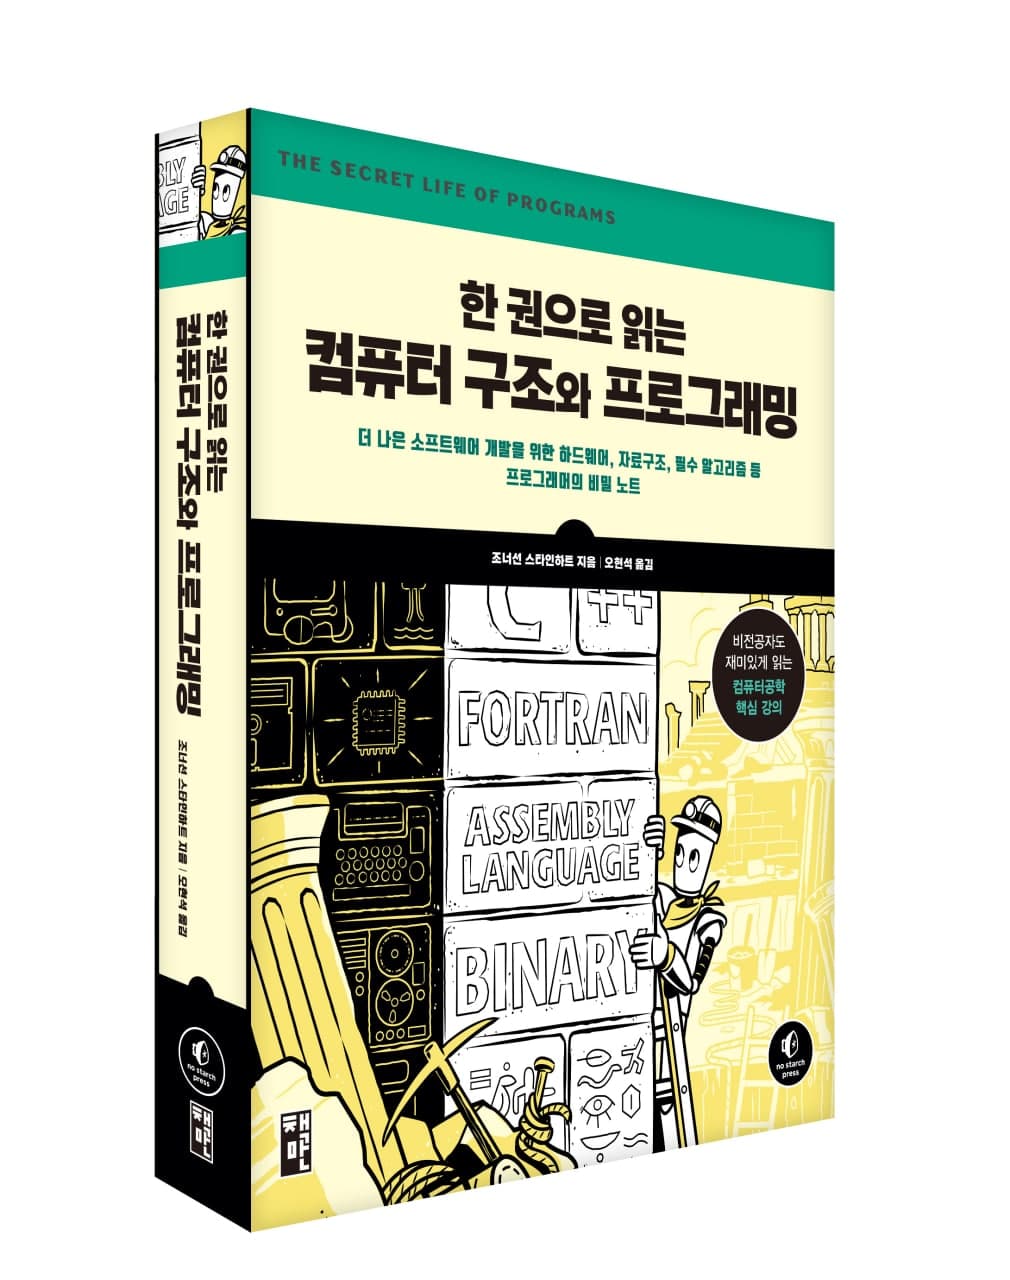 THE SECRET LIFE OF PROGRAMS
한 권으로 읽는
컴퓨터 구조와 프로그래밍
더 나은 소프트웨어 개발을 위한 하드웨어, 자료구조, 필수 알고리즘 등
프로그래머의 비밀 노트
조너선 스타인하트 지음 | 오현석 옮김
비전공자도
재미있게 읽는
컴퓨터공학
핵심 강의
C ++
FORTRAN
ASSEMBLY
LANGUAGE
BINARY
no starch
press
책만
BLY
AGE
한 권으로 읽는
컴퓨터 구조와 프로그래밍
조너선 스타인하트 지음 | 오현석 옮김
no starch
press
책만